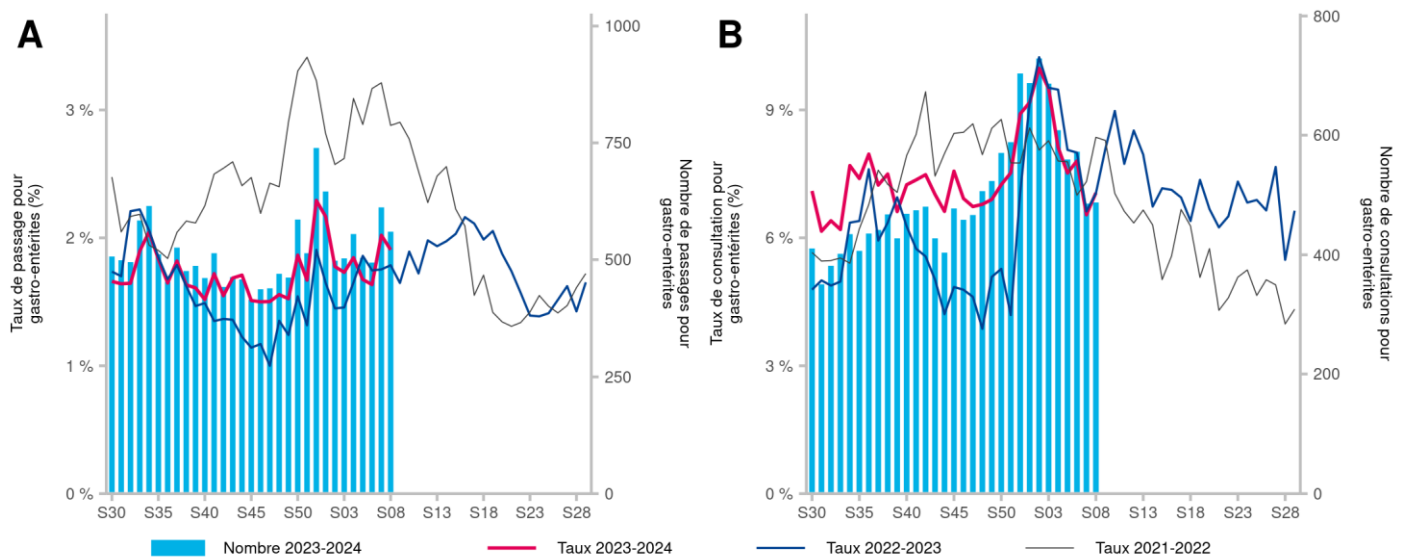 A
Taux de passage pour
gastro-entérites (%)
3 %
2 %
1 %
0 %
1000
750
500
250
0
Nombre de passages pour
gastro-entérites
S30 S35 S40 S45 S50 S03 S08 S13 S18 S23 S28
B
Taux de consultation pour
gastro-entérites (%)
9 %
6 %
3 %
0 %
800
600
400
200
0
Nombre de consultations pour
gastro-entérites
S30 S35 S40 S45 S50 S03 S08 S13 S18 S23 S28
Nombre 2023-2024 Taux 2023-2024 Taux 2022-2023 Taux 2021-2022